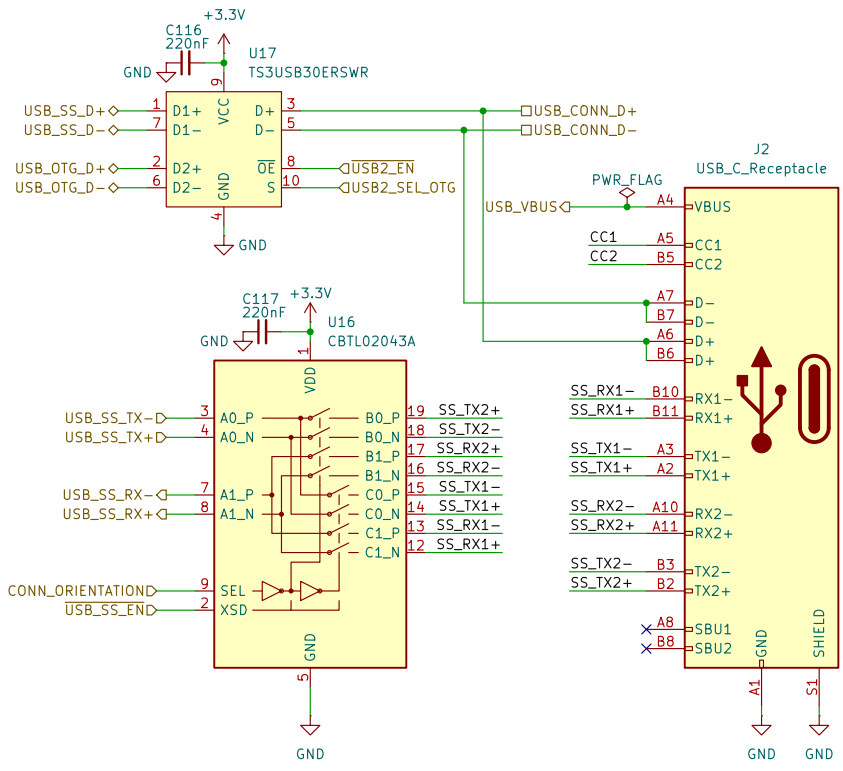 +3.3V
C116
220nF
GND
U17
TS3USB30ERSWR
9
VCC
USB_SS_D+ 1 D1+ D+ 3 USB_CONN_D+
USB_SS_D- 7 D1- D- 5 USB_CONN_D-
USB_OTG_D+ 2 D2+ OE 8 USB2_EN
USB_OTG_D- 6 D2- S 10 USB2_SEL_OTG
GND
4
GND
J2
USB_C_Receptacle
PWR_FLAG
USB_VBUS A4 VBUS
CC1 A5 CC1
CC2 B5 CC2
A7 D-
B7 D-
A6 D+
B6 D+
SS_RX1- B10 RX1-
SS_RX1+ B11 RX1+
SS_TX1- A3 TX1-
SS_TX1+ A2 TX1+
SS_RX2- A10 RX2-
SS_RX2+ A11 RX2+
SS_TX2- B3 TX2-
SS_TX2+ B2 TX2+
A8 SBU1
B8 SBU2
GND
SHIELD
A1
S1
GND
GND
C117
220nF
+3.3V
GND
U16
CBTL02043A
1
VDD
USB_SS_TX- 3 A0_P B0_P 19 SS_TX2+
USB_SS_TX+ 4 A0_N B0_N 18 SS_TX2-
B1_P 17 SS_RX2+
B1_N 16 SS_RX2-
USB_SS_RX- 7 A1_P C0_P 15 SS_TX1-
USB_SS_RX+ 8 A1_N C0_N 14 SS_TX1+
C1_P 13 SS_RX1-
C1_N 12 SS_RX1+
CONN_ORIENTATION 9 SEL
USB_SS_EN 2 XSD
GND
5
GND